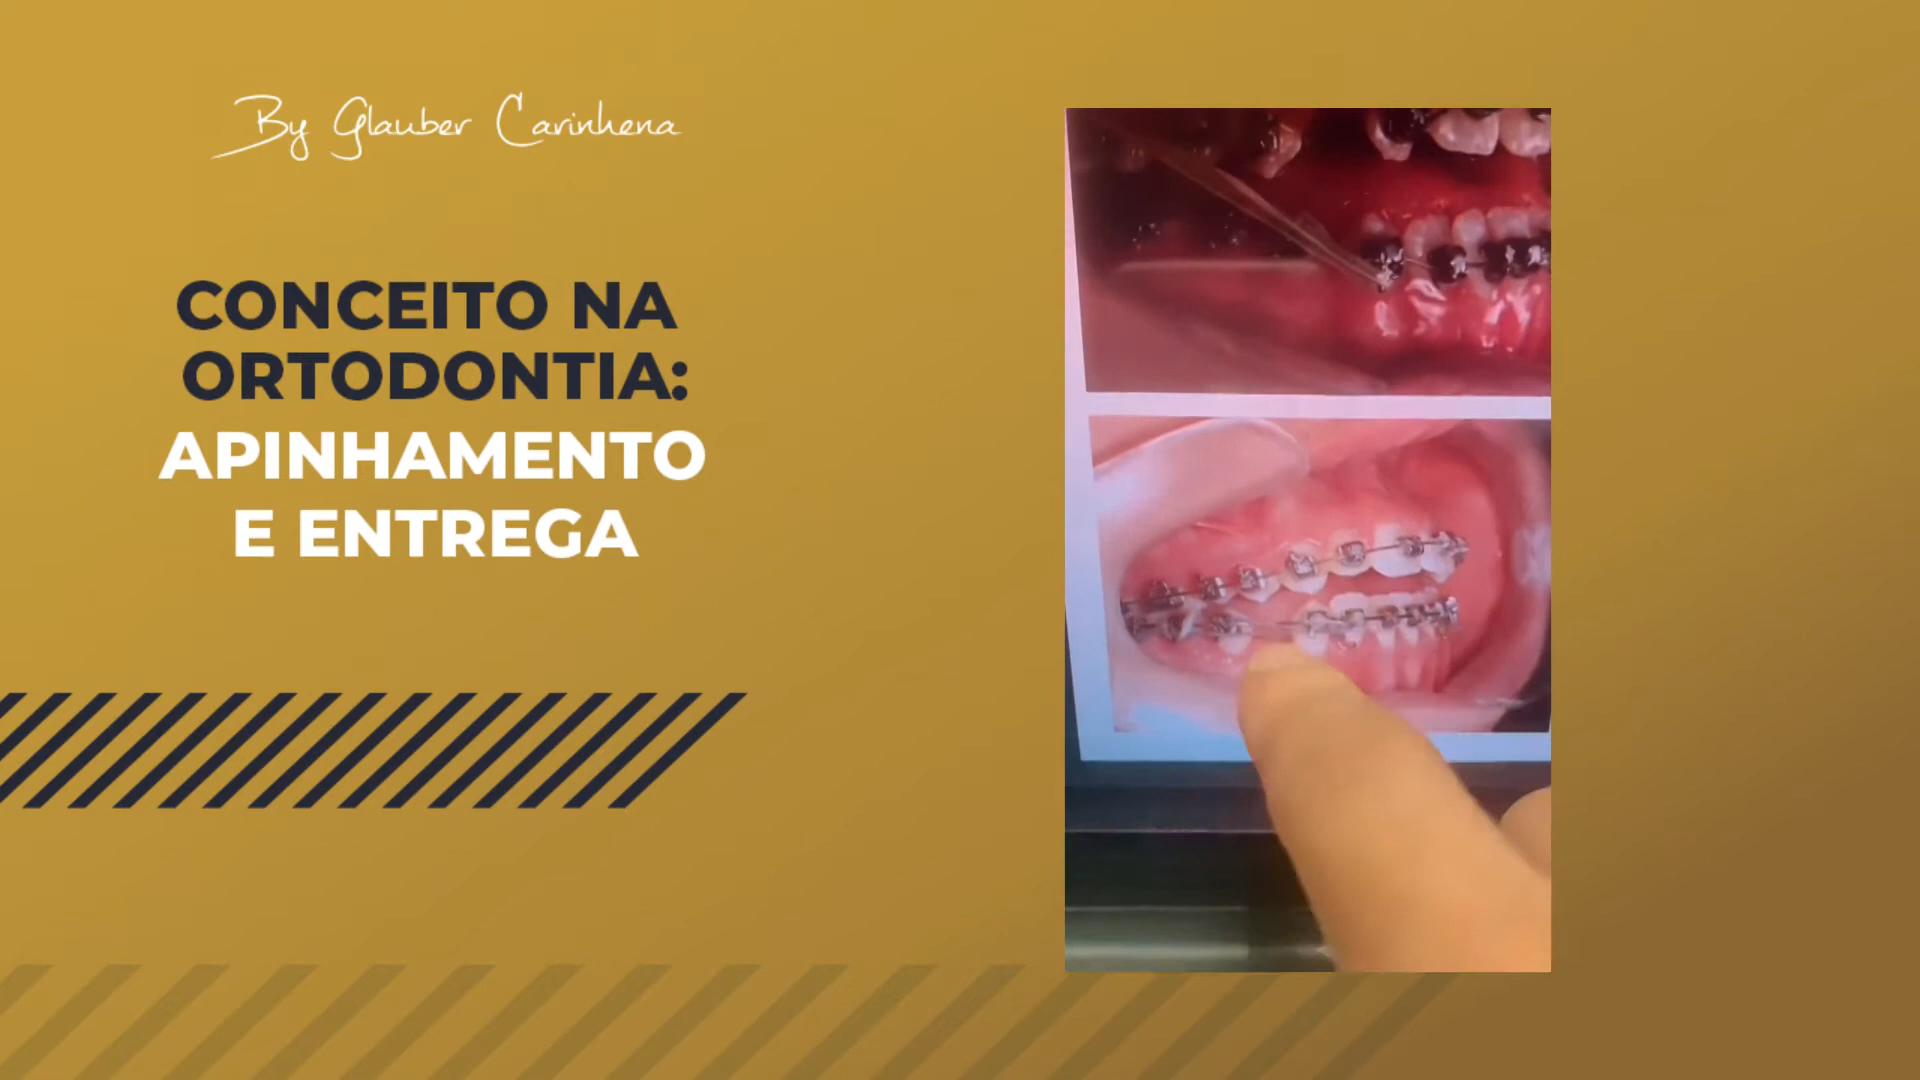 By Glauber Carinhena
CONCEITO NA
ORTODONTIA:
APINHAMENTO
E ENTREGA